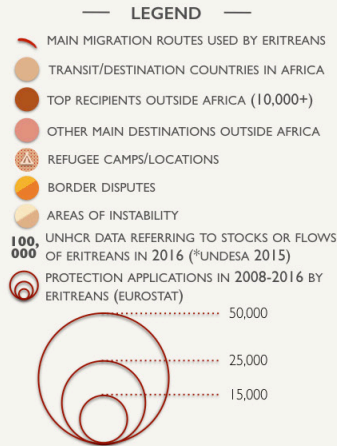 LEGEND
MAIN MIGRATION ROUTES USED BY ERITREANS
TRANSIT/DESTINATION COUNTRIES IN AFRICA
TOP RECIPIENTS OUTSIDE AFRICA (10,000+)
OTHER MAIN DESTINATIONS OUTSIDE AFRICA
REFUGEE CAMPS/LOCATIONS
BORDER DISPUTES
AREAS OF INSTABILITY
100,
000
UNHCR DATA REFERRING TO STOCKS OR FLOWS
OF ERITREANS IN 2016 (*UNDESA 2015)
PROTECTION APPLICATIONS IN 2008-2016 BY
ERITREANS (EUROSTAT)
50,000
25,000
15,000